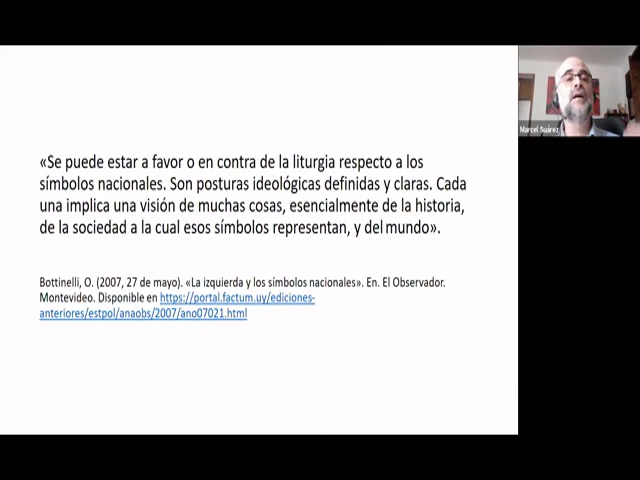 «Se puede estar a favor o en contra de la liturgia respecto a los
símbolos nacionales. Son posturas ideológicas definidas y claras. Cada
una implica una visión de muchas cosas, esencialmente de la historia,
de la sociedad a la cual esos símbolos representan, y del mundo».
Bottinelli, O. (2007, 27 de mayo). «La izquierda y los símbolos nacionales». En. El Observador.
Montevideo. Disponible en https://portal.factum.uy/ediciones-
anteriores/estpol/anaobs/2007/ano07021.html
Marcel Suárez